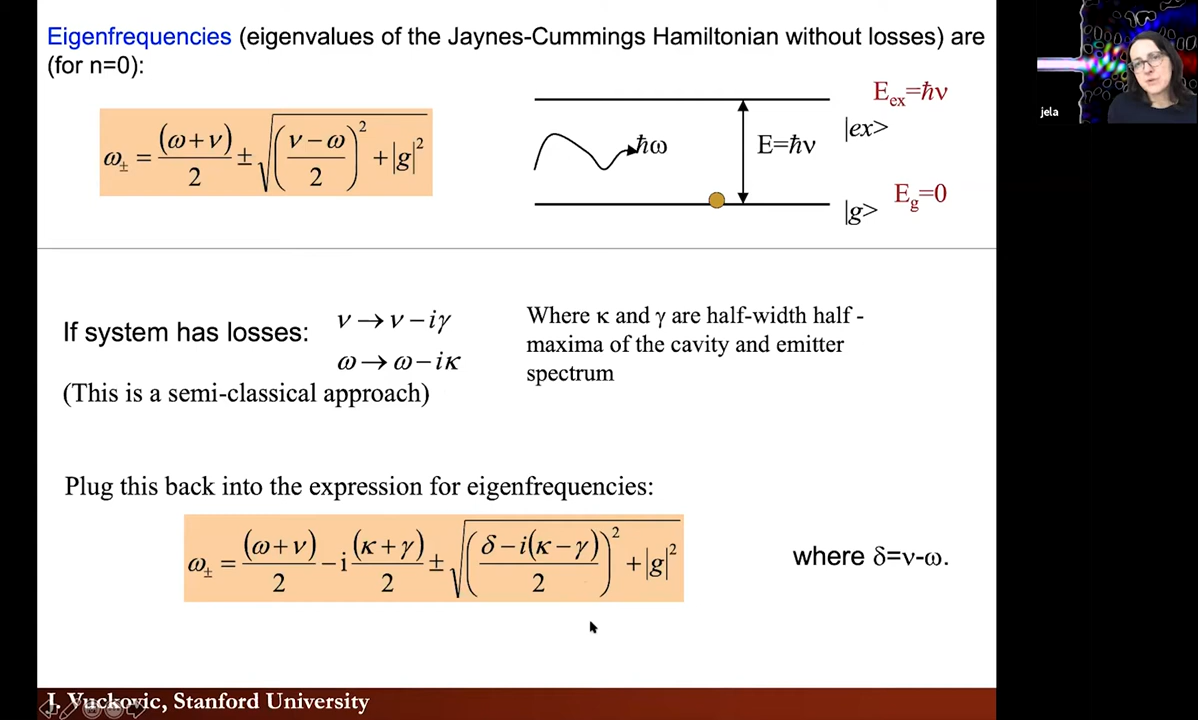 Eigenfrequencies (eigenvalues of the Jaynes-Cummings Hamiltonian without losses) are
(for n=0):
ω± = (ω+ν)/2 ± √(((ν−ω)/2)² + |g|²)
E_ex=ħν
|ex>
ħω
E=ħν
E_g=0
|g>
jela
If system has losses:
ν → ν − iγ
ω → ω − iκ
(This is a semi-classical approach)
Where κ and γ are half-width half -
maxima of the cavity and emitter
spectrum
Plug this back into the expression for eigenfrequencies:
ω± = (ω+ν)/2 − i (κ+γ)/2 ± √(((δ−i(κ−γ))/2)² + |g|²)
where δ=ν-ω.
J. Vuckovic, Stanford University